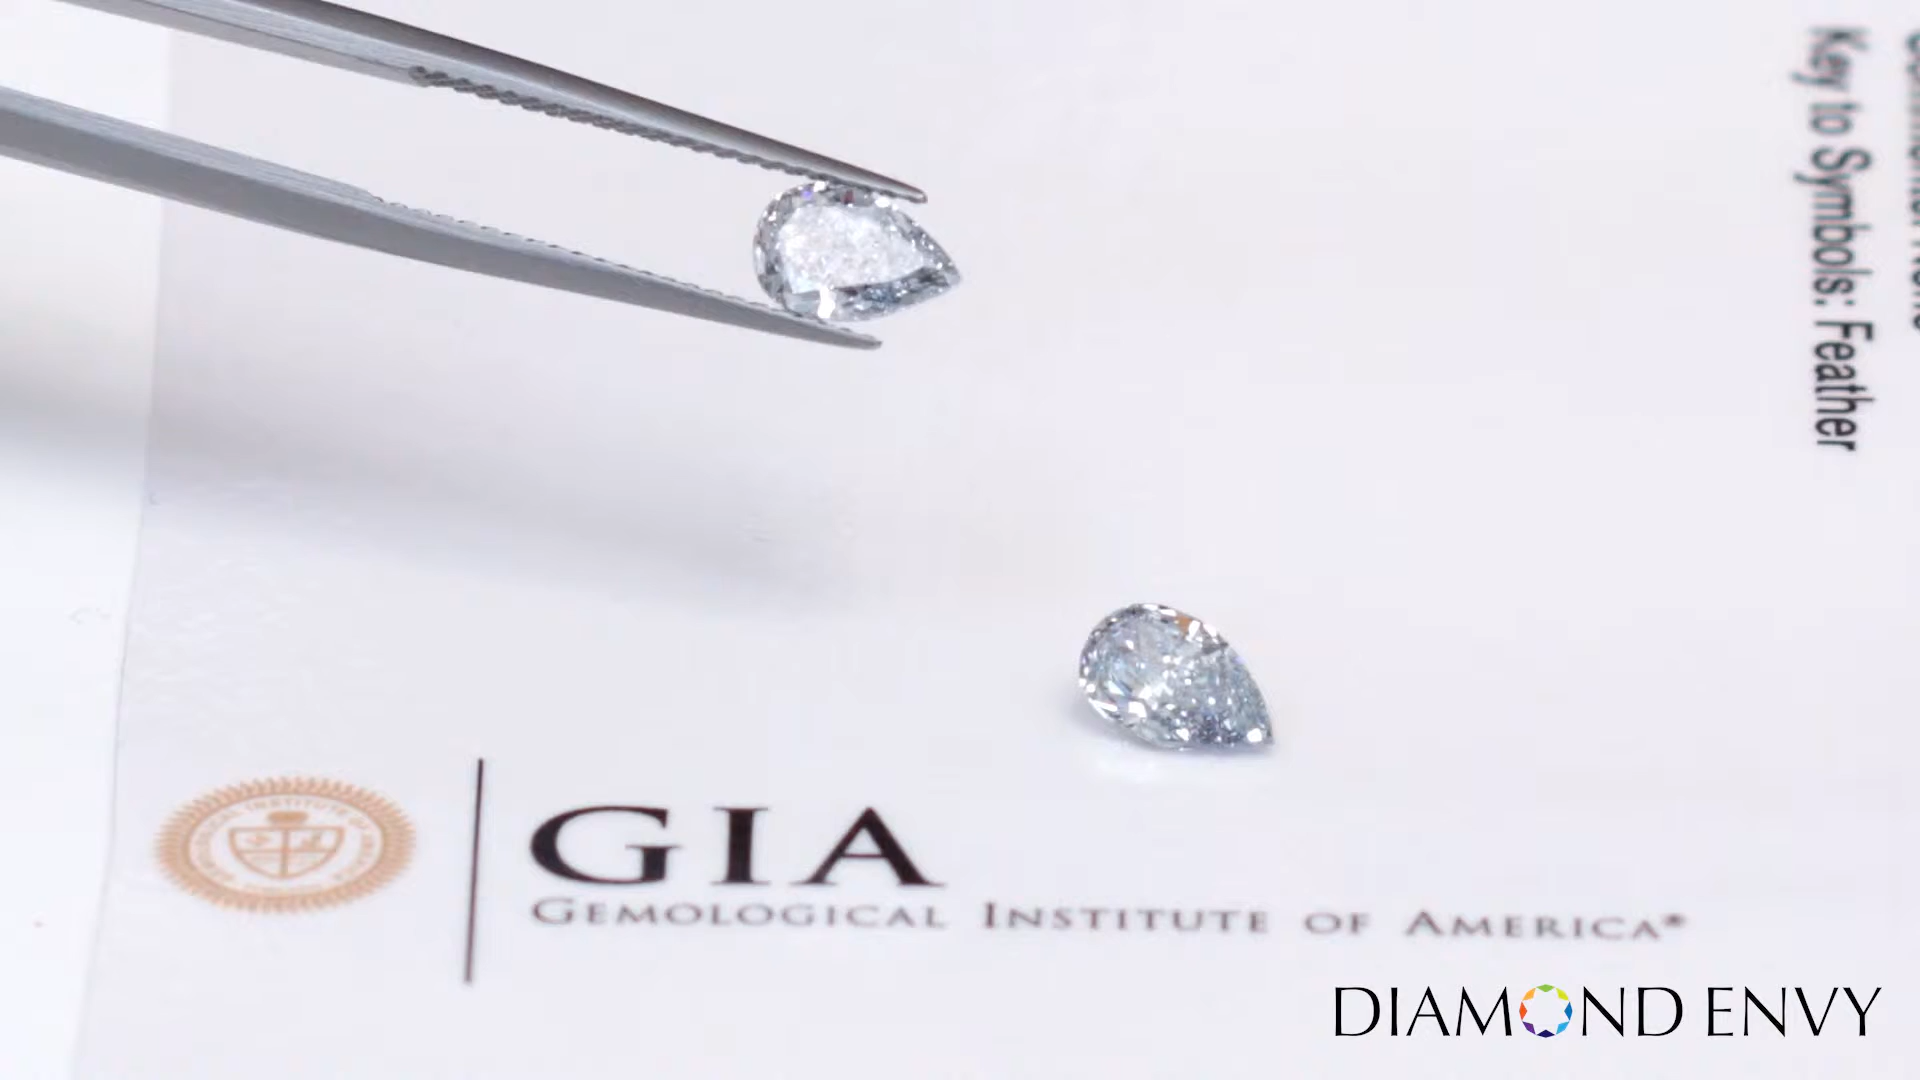 Key to Symbols: Feather
GIA
GEMOLOGICAL INSTITUTE OF AMERICA®
DIAMOND ENVY